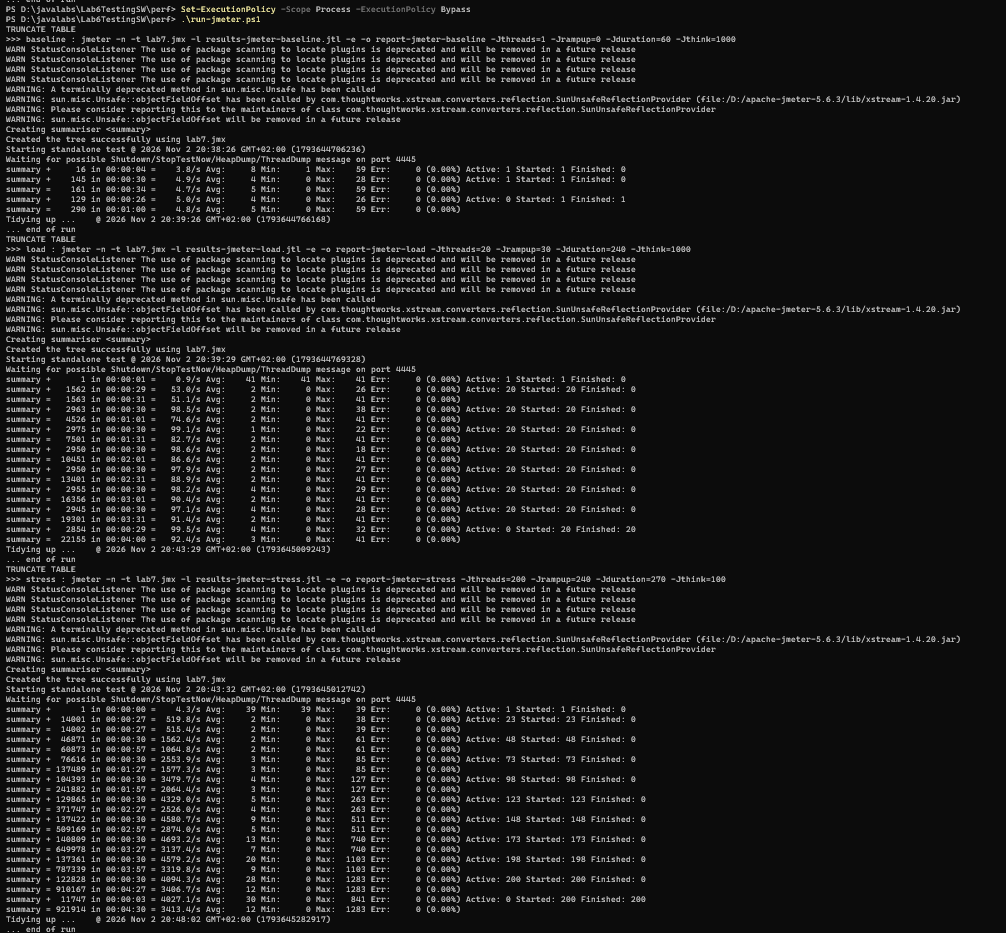 ... end of run
PS D:\javalabs\Lab6TestingSW\perf> Set-ExecutionPolicy -Scope Process -ExecutionPolicy Bypass
PS D:\javalabs\Lab6TestingSW\perf> .\run-jmeter.ps1
TRUNCATE TABLE
>>> baseline : jmeter -n -t lab7.jmx -l results-jmeter-baseline.jtl -e -o report-jmeter-baseline -Jthreads=1 -Jrampup=0 -Jduration=60 -Jthink=1000
WARN StatusConsoleListener The use of package scanning to locate plugins is deprecated and will be removed in a future release
WARN StatusConsoleListener The use of package scanning to locate plugins is deprecated and will be removed in a future release
WARN StatusConsoleListener The use of package scanning to locate plugins is deprecated and will be removed in a future release
WARN StatusConsoleListener The use of package scanning to locate plugins is deprecated and will be removed in a future release
WARNING: A terminally deprecated method in sun.misc.Unsafe has been called
WARNING: sun.misc.Unsafe::objectFieldOffset has been called by com.thoughtworks.xstream.converters.reflection.SunUnsafeReflectionProvider (file:/D:/apache-jmeter-5.6.3/lib/xstream-1.4.20.jar)
WARNING: Please consider reporting this to the maintainers of class com.thoughtworks.xstream.converters.reflection.SunUnsafeReflectionProvider
WARNING: sun.misc.Unsafe::objectFieldOffset will be removed in a future release
Creating summariser <summary>
Created the tree successfully using lab7.jmx
Starting standalone test @ 2026 Nov 2 20:38:26 GMT+02:00 (1793644706236)
Waiting for possible Shutdown/StopTestNow/HeapDump/ThreadDump message on port 4445
summary +     16 in 00:00:04 =    3.8/s Avg:     8 Min:     1 Max:    59 Err:     0 (0.00%) Active: 1 Started: 1 Finished: 0
summary +    145 in 00:00:30 =    4.9/s Avg:     4 Min:     0 Max:    28 Err:     0 (0.00%) Active: 1 Started: 1 Finished: 0
summary =    161 in 00:00:34 =    4.7/s Avg:     5 Min:     0 Max:    59 Err:     0 (0.00%)
summary +    129 in 00:00:26 =    5.0/s Avg:     4 Min:     0 Max:    26 Err:     0 (0.00%) Active: 0 Started: 1 Finished: 1
summary =    290 in 00:01:00 =    4.8/s Avg:     5 Min:     0 Max:    59 Err:     0 (0.00%)
Tidying up ...    @ 2026 Nov 2 20:39:26 GMT+02:00 (1793644766168)
... end of run
TRUNCATE TABLE
>>> load : jmeter -n -t lab7.jmx -l results-jmeter-load.jtl -e -o report-jmeter-load -Jthreads=20 -Jrampup=30 -Jduration=240 -Jthink=1000
WARN StatusConsoleListener The use of package scanning to locate plugins is deprecated and will be removed in a future release
WARN StatusConsoleListener The use of package scanning to locate plugins is deprecated and will be removed in a future release
WARN StatusConsoleListener The use of package scanning to locate plugins is deprecated and will be removed in a future release
WARN StatusConsoleListener The use of package scanning to locate plugins is deprecated and will be removed in a future release
WARNING: A terminally deprecated method in sun.misc.Unsafe has been called
WARNING: sun.misc.Unsafe::objectFieldOffset has been called by com.thoughtworks.xstream.converters.reflection.SunUnsafeReflectionProvider (file:/D:/apache-jmeter-5.6.3/lib/xstream-1.4.20.jar)
WARNING: Please consider reporting this to the maintainers of class com.thoughtworks.xstream.converters.reflection.SunUnsafeReflectionProvider
WARNING: sun.misc.Unsafe::objectFieldOffset will be removed in a future release
Creating summariser <summary>
Created the tree successfully using lab7.jmx
Starting standalone test @ 2026 Nov 2 20:39:29 GMT+02:00 (1793644769328)
Waiting for possible Shutdown/StopTestNow/HeapDump/ThreadDump message on port 4445
summary +      1 in 00:00:01 =    0.9/s Avg:    41 Min:    41 Max:    41 Err:     0 (0.00%) Active: 1 Started: 1 Finished: 0
summary +   1562 in 00:00:29 =   53.0/s Avg:     2 Min:     0 Max:    26 Err:     0 (0.00%) Active: 20 Started: 20 Finished: 0
summary =   1563 in 00:00:31 =   51.1/s Avg:     2 Min:     0 Max:    41 Err:     0 (0.00%)
summary +   2963 in 00:00:30 =   98.5/s Avg:     2 Min:     0 Max:    38 Err:     0 (0.00%) Active: 20 Started: 20 Finished: 0
summary =   4526 in 00:01:01 =   74.6/s Avg:     2 Min:     0 Max:    41 Err:     0 (0.00%)
summary +   2975 in 00:00:30 =   99.1/s Avg:     1 Min:     0 Max:    22 Err:     0 (0.00%) Active: 20 Started: 20 Finished: 0
summary =   7501 in 00:01:31 =   82.7/s Avg:     2 Min:     0 Max:    41 Err:     0 (0.00%)
summary +   2950 in 00:00:30 =   98.6/s Avg:     2 Min:     0 Max:    18 Err:     0 (0.00%) Active: 20 Started: 20 Finished: 0
summary =  10451 in 00:02:01 =   86.6/s Avg:     2 Min:     0 Max:    41 Err:     0 (0.00%)
summary +   2950 in 00:00:30 =   97.9/s Avg:     2 Min:     0 Max:    27 Err:     0 (0.00%) Active: 20 Started: 20 Finished: 0
summary =  13401 in 00:02:31 =   88.9/s Avg:     2 Min:     0 Max:    41 Err:     0 (0.00%)
summary +   2955 in 00:00:30 =   98.2/s Avg:     4 Min:     0 Max:    29 Err:     0 (0.00%) Active: 20 Started: 20 Finished: 0
summary =  16356 in 00:03:01 =   90.4/s Avg:     2 Min:     0 Max:    41 Err:     0 (0.00%)
summary +   2945 in 00:00:30 =   97.1/s Avg:     4 Min:     0 Max:    28 Err:     0 (0.00%) Active: 20 Started: 20 Finished: 0
summary =  19301 in 00:03:31 =   91.4/s Avg:     2 Min:     0 Max:    41 Err:     0 (0.00%)
summary +   2854 in 00:00:29 =   99.5/s Avg:     4 Min:     0 Max:    32 Err:     0 (0.00%) Active: 0 Started: 20 Finished: 20
summary =  22155 in 00:04:00 =   92.4/s Avg:     3 Min:     0 Max:    41 Err:     0 (0.00%)
Tidying up ...    @ 2026 Nov 2 20:43:29 GMT+02:00 (1793645009243)
... end of run
TRUNCATE TABLE
>>> stress : jmeter -n -t lab7.jmx -l results-jmeter-stress.jtl -e -o report-jmeter-stress -Jthreads=200 -Jrampup=240 -Jduration=270 -Jthink=100
WARN StatusConsoleListener The use of package scanning to locate plugins is deprecated and will be removed in a future release
WARN StatusConsoleListener The use of package scanning to locate plugins is deprecated and will be removed in a future release
WARN StatusConsoleListener The use of package scanning to locate plugins is deprecated and will be removed in a future release
WARN StatusConsoleListener The use of package scanning to locate plugins is deprecated and will be removed in a future release
WARNING: A terminally deprecated method in sun.misc.Unsafe has been called
WARNING: sun.misc.Unsafe::objectFieldOffset has been called by com.thoughtworks.xstream.converters.reflection.SunUnsafeReflectionProvider (file:/D:/apache-jmeter-5.6.3/lib/xstream-1.4.20.jar)
WARNING: Please consider reporting this to the maintainers of class com.thoughtworks.xstream.converters.reflection.SunUnsafeReflectionProvider
WARNING: sun.misc.Unsafe::objectFieldOffset will be removed in a future release
Creating summariser <summary>
Created the tree successfully using lab7.jmx
Starting standalone test @ 2026 Nov 2 20:43:32 GMT+02:00 (1793645012742)
Waiting for possible Shutdown/StopTestNow/HeapDump/ThreadDump message on port 4445
summary +      1 in 00:00:00 =    4.3/s Avg:    39 Min:    39 Max:    39 Err:     0 (0.00%) Active: 1 Started: 1 Finished: 0
summary +  14001 in 00:00:27 =  519.8/s Avg:     2 Min:     0 Max:    38 Err:     0 (0.00%) Active: 23 Started: 23 Finished: 0
summary =  14002 in 00:00:27 =  515.4/s Avg:     2 Min:     0 Max:    39 Err:     0 (0.00%)
summary +  46871 in 00:00:30 = 1562.4/s Avg:     2 Min:     0 Max:    61 Err:     0 (0.00%) Active: 48 Started: 48 Finished: 0
summary =  60873 in 00:00:57 = 1064.8/s Avg:     2 Min:     0 Max:    61 Err:     0 (0.00%)
summary +  76616 in 00:00:30 = 2553.9/s Avg:     3 Min:     0 Max:    85 Err:     0 (0.00%) Active: 73 Started: 73 Finished: 0
summary = 137489 in 00:01:27 = 1577.3/s Avg:     3 Min:     0 Max:    85 Err:     0 (0.00%)
summary + 104393 in 00:00:30 = 3479.7/s Avg:     4 Min:     0 Max:   127 Err:     0 (0.00%) Active: 98 Started: 98 Finished: 0
summary = 241882 in 00:01:57 = 2064.4/s Avg:     3 Min:     0 Max:   127 Err:     0 (0.00%)
summary + 129865 in 00:00:30 = 4329.0/s Avg:     5 Min:     0 Max:   263 Err:     0 (0.00%) Active: 123 Started: 123 Finished: 0
summary = 371747 in 00:02:27 = 2526.0/s Avg:     4 Min:     0 Max:   263 Err:     0 (0.00%)
summary + 137422 in 00:00:30 = 4580.7/s Avg:     9 Min:     0 Max:   511 Err:     0 (0.00%) Active: 148 Started: 148 Finished: 0
summary = 509169 in 00:02:57 = 2874.0/s Avg:     5 Min:     0 Max:   511 Err:     0 (0.00%)
summary + 140809 in 00:00:30 = 4693.2/s Avg:    13 Min:     0 Max:   740 Err:     0 (0.00%) Active: 173 Started: 173 Finished: 0
summary = 649978 in 00:03:27 = 3137.4/s Avg:     7 Min:     0 Max:   740 Err:     0 (0.00%)
summary + 137361 in 00:00:30 = 4579.2/s Avg:    20 Min:     0 Max:  1103 Err:     0 (0.00%) Active: 198 Started: 198 Finished: 0
summary = 787339 in 00:03:57 = 3319.8/s Avg:     9 Min:     0 Max:  1103 Err:     0 (0.00%)
summary + 122828 in 00:00:30 = 4094.3/s Avg:    28 Min:     0 Max:  1283 Err:     0 (0.00%) Active: 200 Started: 200 Finished: 0
summary = 910167 in 00:04:27 = 3406.7/s Avg:    12 Min:     0 Max:  1283 Err:     0 (0.00%)
summary +  11747 in 00:00:03 = 4027.1/s Avg:    30 Min:     0 Max:   841 Err:     0 (0.00%) Active: 0 Started: 200 Finished: 200
summary = 921914 in 00:04:30 = 3413.4/s Avg:    12 Min:     0 Max:  1283 Err:     0 (0.00%)
Tidying up ...    @ 2026 Nov 2 20:48:02 GMT+02:00 (1793645282917)
... end of run